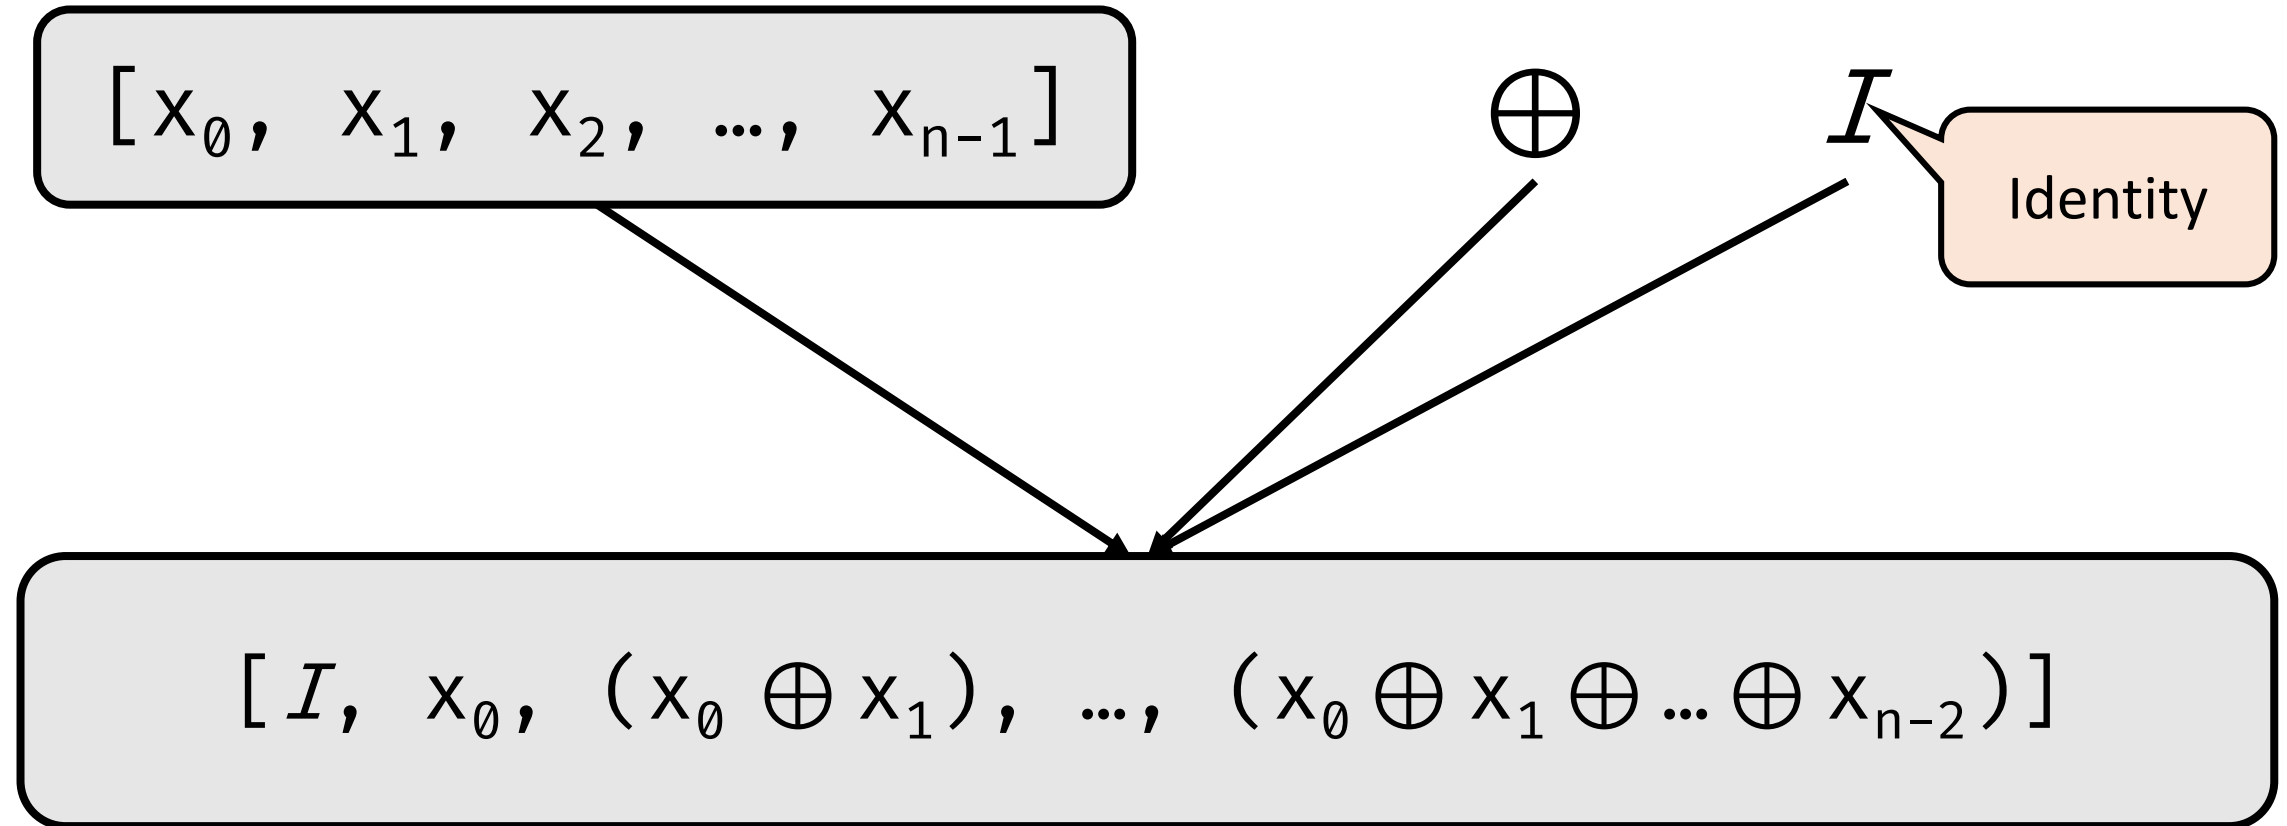 [x₀, x₁, x₂, …, xₙ₋₁] ⊕ I
Identity
[I, x₀, (x₀ ⊕ x₁), …, (x₀ ⊕ x₁ ⊕ … ⊕ xₙ₋₂)]